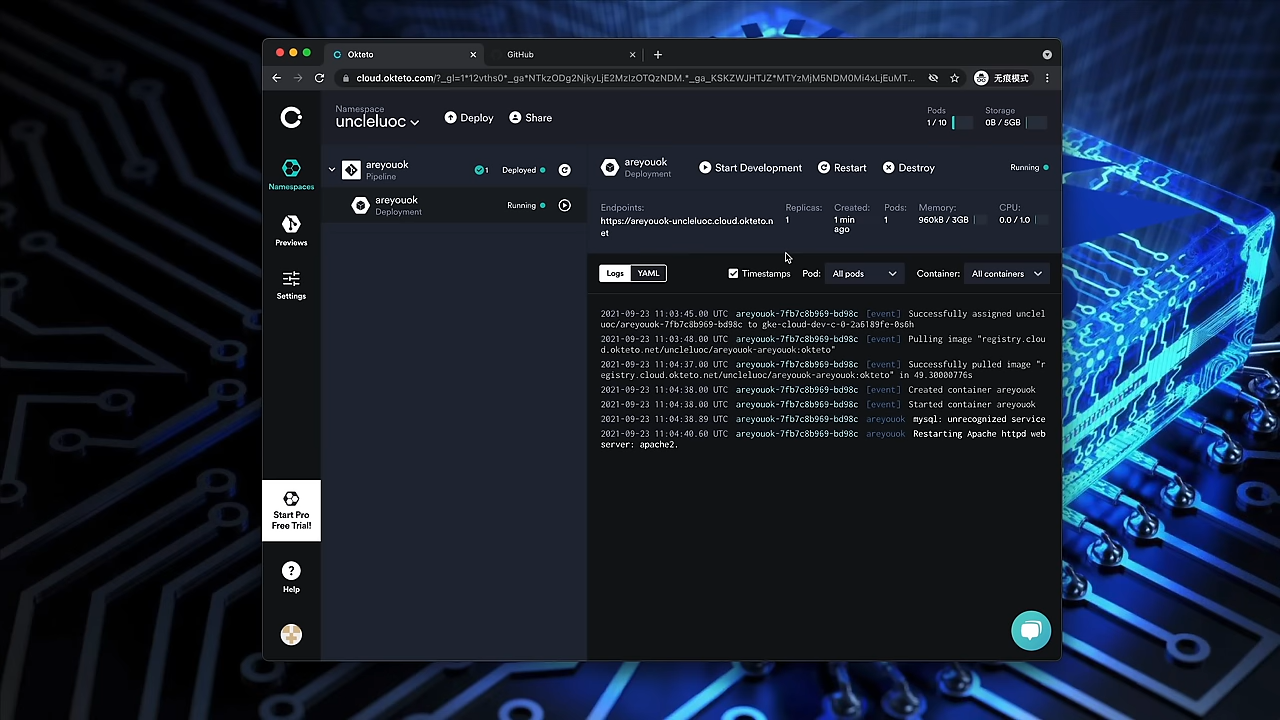 Okteto
GitHub
cloud.okteto.com/?_gl=1*12vths0*_ga*NTkzODg2NjkyLjE2MzIzOTQzNDM.*_ga_KSKZWJHTJZ*MTYzMjM5NDM0Mi4xLjEuMT...
无痕模式
Namespace
uncleluoc
Deploy
Share
Pods
1 / 10
Storage
0B / 5GB
Namespaces
Previews
Settings
Start Pro
Free Trial!
Help
areyouok
Pipeline
1
Deployed
areyouok
Deployment
Running
areyouok
Deployment
Start Development
Restart
Destroy
Running
Endpoints:
https://areyouok-uncleluoc.cloud.okteto.n
et
Replicas:
1
Created:
1 min
ago
Pods:
1
Memory:
960kB / 3GB
CPU:
0.0 / 1.0
Logs
YAML
Timestamps
Pod:
All pods
Container:
All containers
2021-09-23 11:03:45.00 UTC areyouok-7fb7c8b969-bd98c [event] Successfully assigned unclel
uoc/areyouok-7fb7c8b969-bd98c to gke-cloud-dev-c-0-2a6189fe-0s6h
2021-09-23 11:03:48.00 UTC areyouok-7fb7c8b969-bd98c [event] Pulling image "registry.clou
d.okteto.net/uncleluoc/areyouok-areyouok:okteto"
2021-09-23 11:04:37.00 UTC areyouok-7fb7c8b969-bd98c [event] Successfully pulled image "r
egistry.cloud.okteto.net/uncleluoc/areyouok-areyouok:okteto" in 49.30000776s
2021-09-23 11:04:38.00 UTC areyouok-7fb7c8b969-bd98c [event] Created container areyouok
2021-09-23 11:04:38.00 UTC areyouok-7fb7c8b969-bd98c [event] Started container areyouok
2021-09-23 11:04:38.89 UTC areyouok-7fb7c8b969-bd98c areyouok mysql: unrecognized service
2021-09-23 11:04:40.60 UTC areyouok-7fb7c8b969-bd98c areyouok Restarting Apache httpd web
server: apache2.